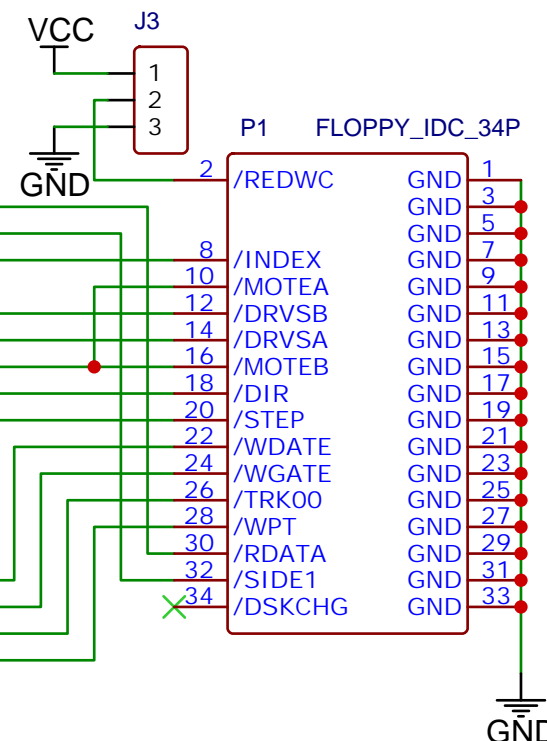 VCC
J3
1
2
3
GND
P1 FLOPPY_IDC_34P
2 /REDWC GND 1
GND 3
GND 5
8 /INDEX GND 7
10 /MOTEA GND 9
12 /DRVSB GND 11
14 /DRVSA GND 13
16 /MOTEB GND 15
18 /DIR GND 17
20 /STEP GND 19
22 /WDATE GND 21
24 /WGATE GND 23
26 /TRK00 GND 25
28 /WPT GND 27
30 /RDATA GND 29
32 /SIDE1 GND 31
34 /DSKCHG GND 33
GND